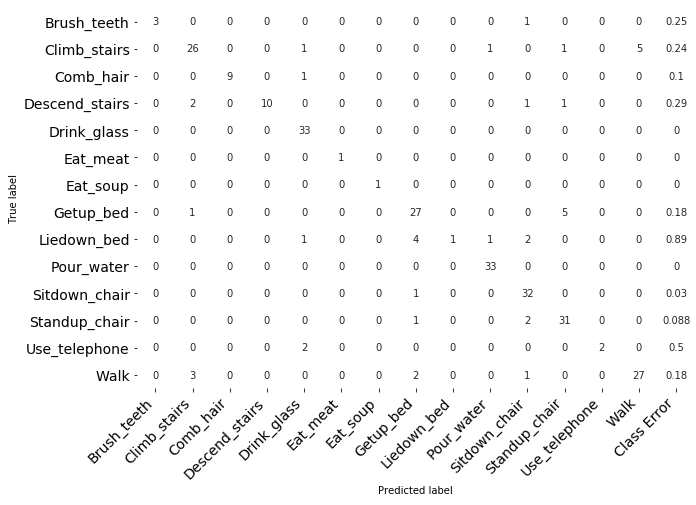 Brush_teeth 3 0 0 0 0 0 0 0 0 0 1 0 0 0 0.25
Climb_stairs 0 26 0 0 1 0 0 0 0 1 0 1 0 5 0.24
Comb_hair 0 0 9 0 1 0 0 0 0 0 0 0 0 0 0.1
Descend_stairs 0 2 0 10 0 0 0 0 0 0 1 1 0 0 0.29
Drink_glass 0 0 0 0 33 0 0 0 0 0 0 0 0 0 0
Eat_meat 0 0 0 0 0 1 0 0 0 0 0 0 0 0 0
Eat_soup 0 0 0 0 0 0 1 0 0 0 0 0 0 0 0
Getup_bed 0 1 0 0 0 0 0 27 0 0 0 5 0 0 0.18
Liedown_bed 0 0 0 0 1 0 0 4 1 1 2 0 0 0 0.89
Pour_water 0 0 0 0 0 0 0 0 0 33 0 0 0 0 0
Sitdown_chair 0 0 0 0 0 0 0 1 0 0 32 0 0 0 0.03
Standup_chair 0 0 0 0 0 0 0 1 0 0 2 31 0 0 0.088
Use_telephone 0 0 0 0 2 0 0 0 0 0 0 0 2 0 0.5
Walk 0 3 0 0 0 0 0 2 0 0 1 0 0 27 0.18
True label
Brush_teeth
Climb_stairs
Comb_hair
Descend_stairs
Drink_glass
Eat_meat
Eat_soup
Getup_bed
Liedown_bed
Pour_water
Sitdown_chair
Standup_chair
Use_telephone
Walk
Class Error
Predicted label